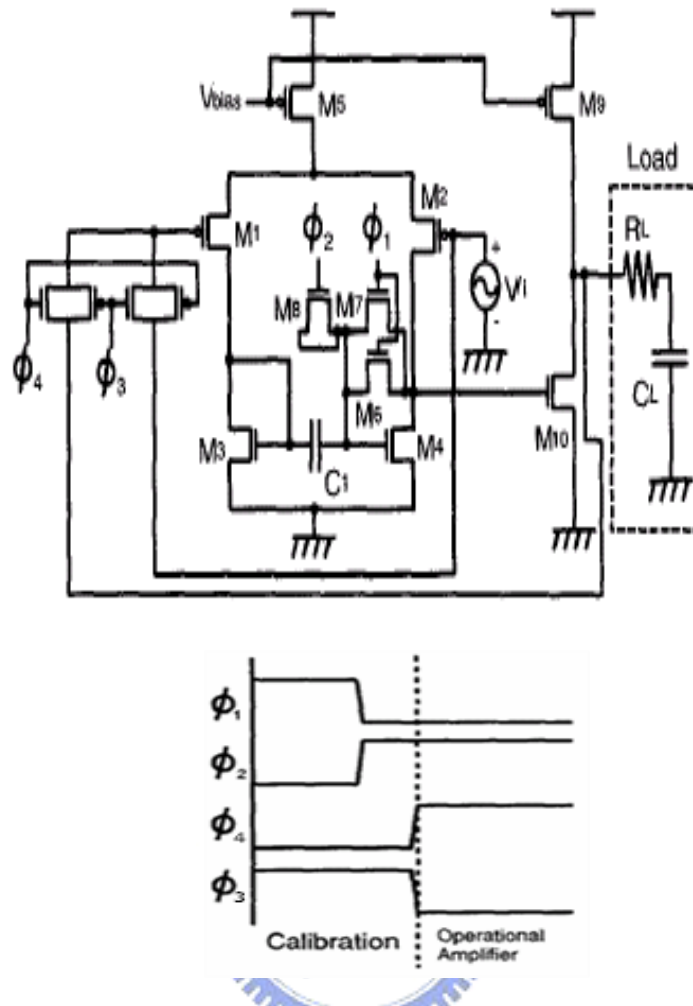 Vbias
M5
M9
Load
M2
M1
ϕ2
ϕ1
+
RL
M8
M7
Vi
-
ϕ4
ϕ3
M3
C1
M6
M4
M10
CL
ϕ1
ϕ2
ϕ4
ϕ3
Calibration
Operational
Amplifier